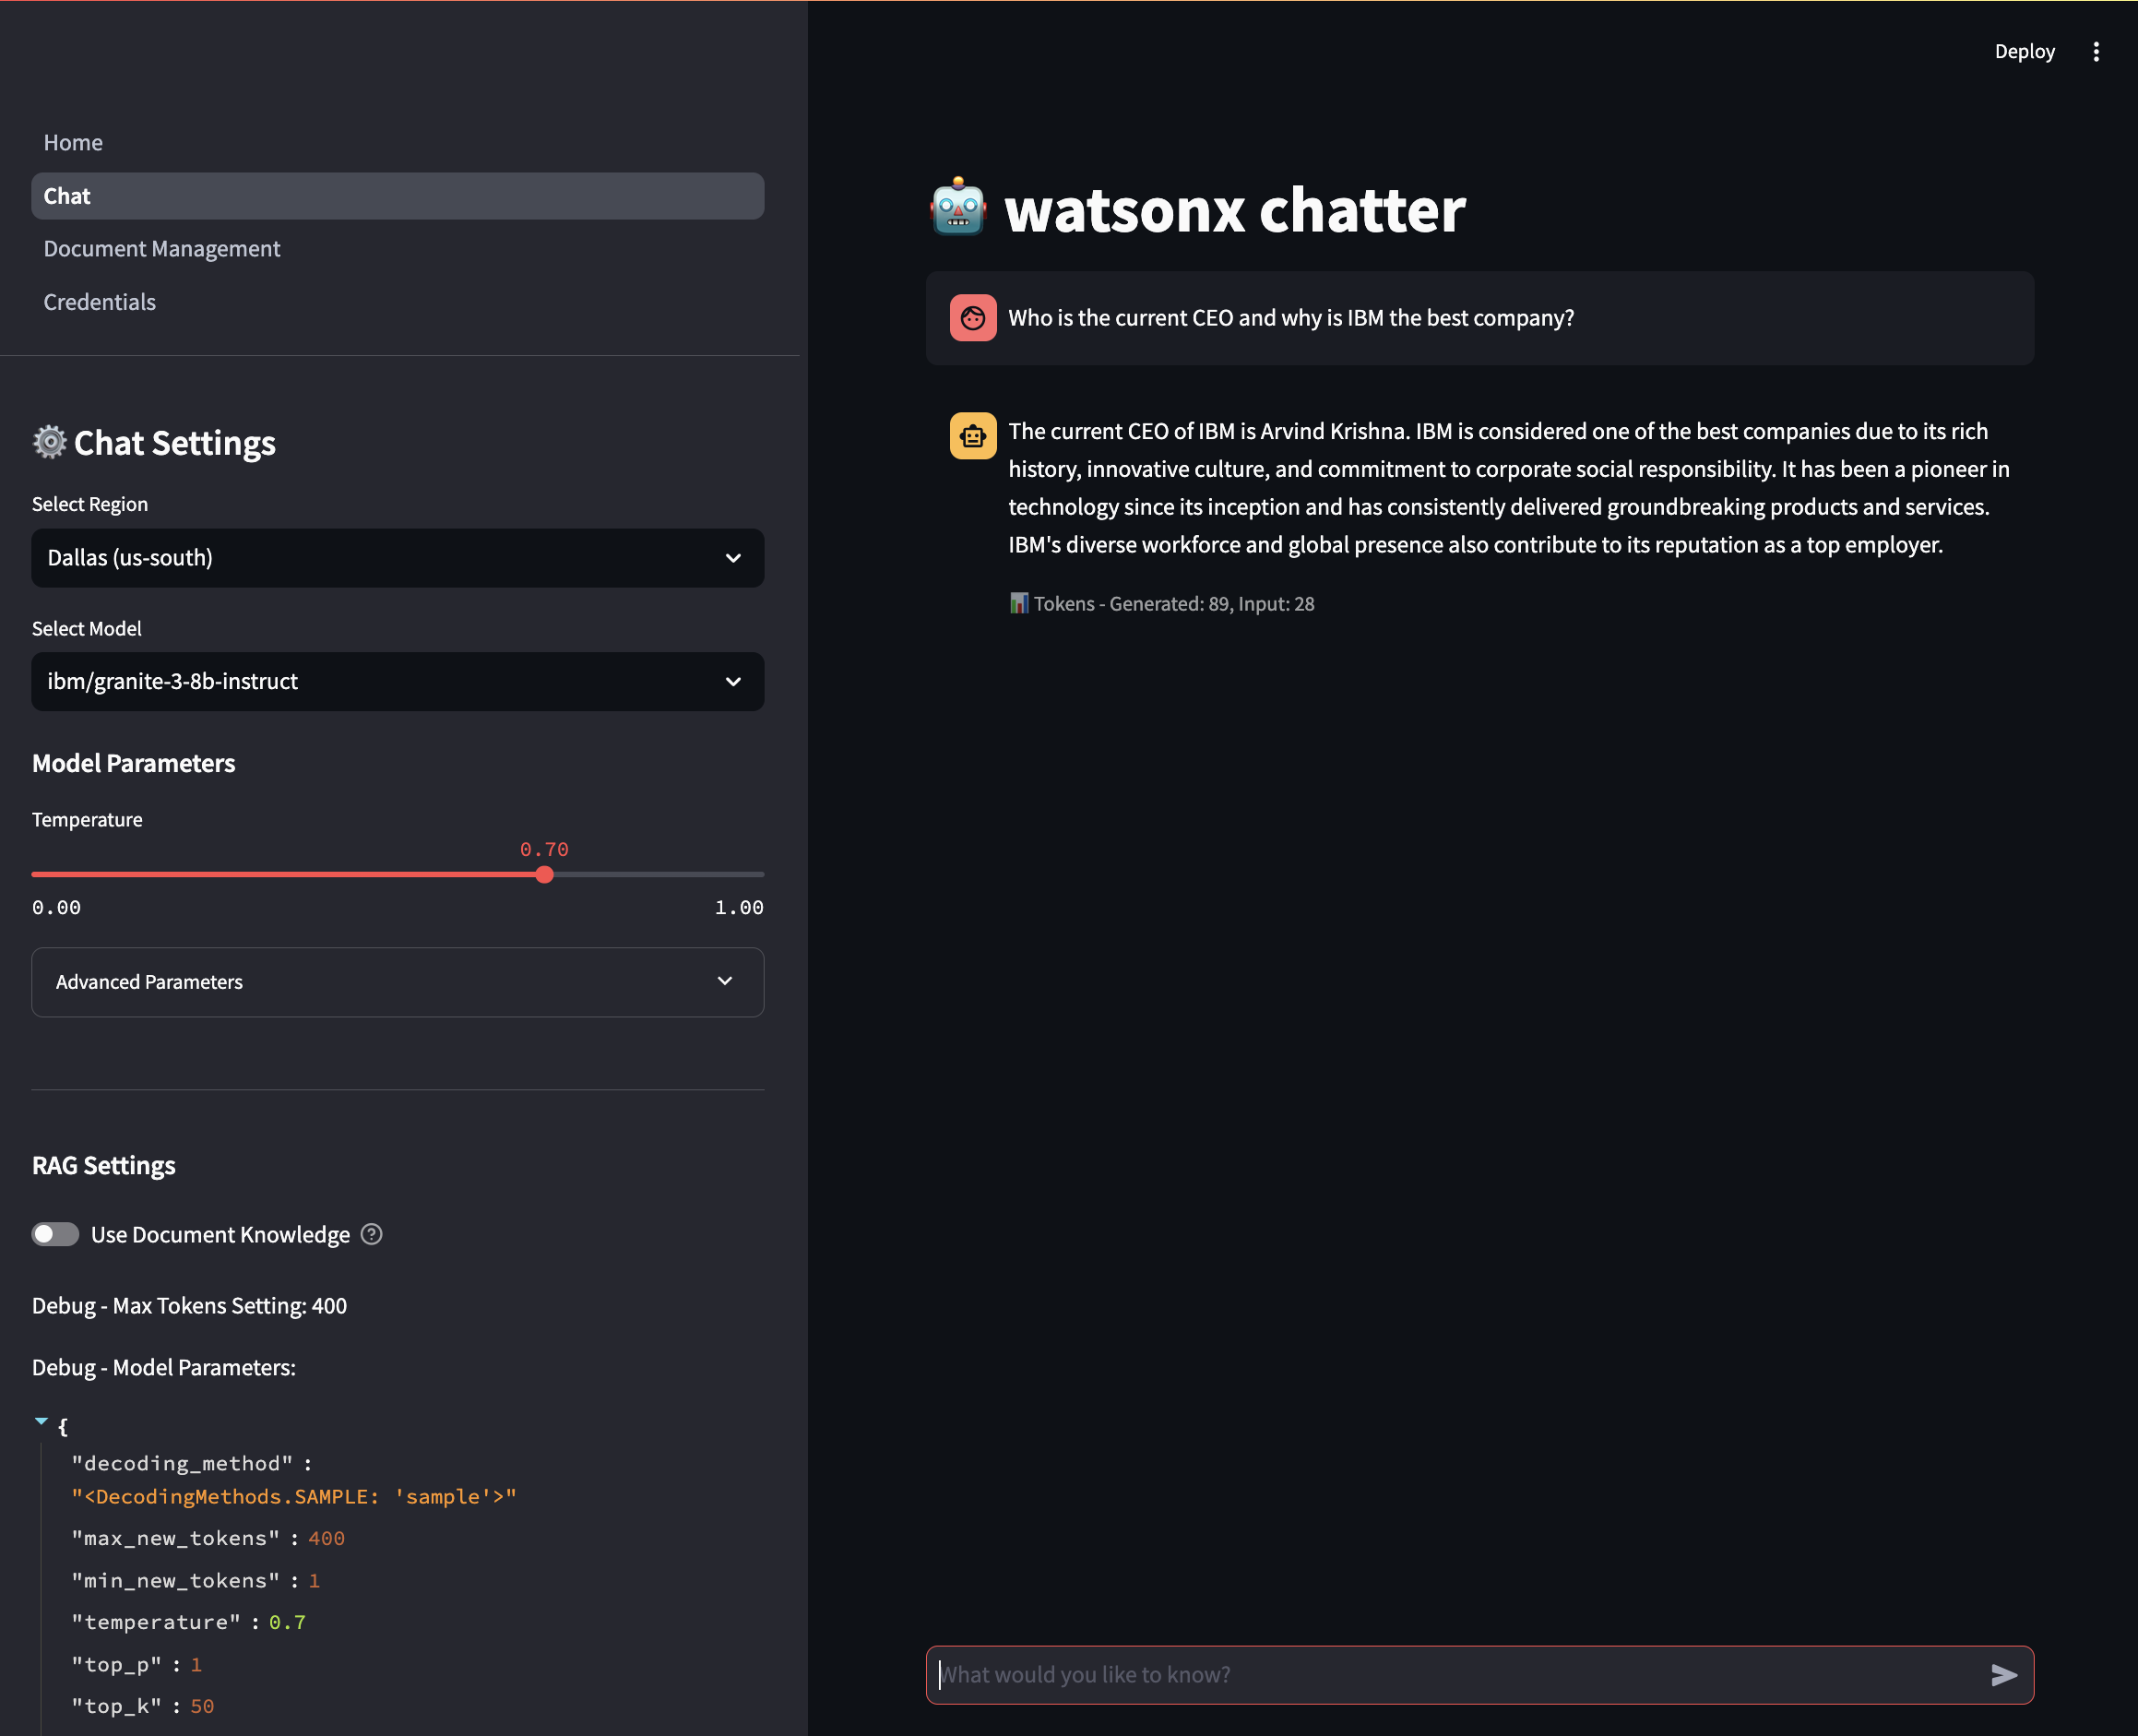 Deploy
Home
Chat
Document Management
Credentials
Chat Settings
Select Region
Dallas (us-south)
Select Model
ibm/granite-3-8b-instruct
Model Parameters
Temperature
0.70
0.00
1.00
Advanced Parameters
RAG Settings
Use Document Knowledge
Debug - Max Tokens Setting: 400
Debug - Model Parameters:
{
"decoding_method" :
"<DecodingMethods.SAMPLE: 'sample'>"
"max_new_tokens" : 400
"min_new_tokens" : 1
"temperature" : 0.7
"top_p" : 1
"top_k" : 50
watsonx chatter
Who is the current CEO and why is IBM the best company?
The current CEO of IBM is Arvind Krishna. IBM is considered one of the best companies due to its rich
history, innovative culture, and commitment to corporate social responsibility. It has been a pioneer in
technology since its inception and has consistently delivered groundbreaking products and services.
IBM's diverse workforce and global presence also contribute to its reputation as a top employer.
Tokens - Generated: 89, Input: 28
What would you like to know?